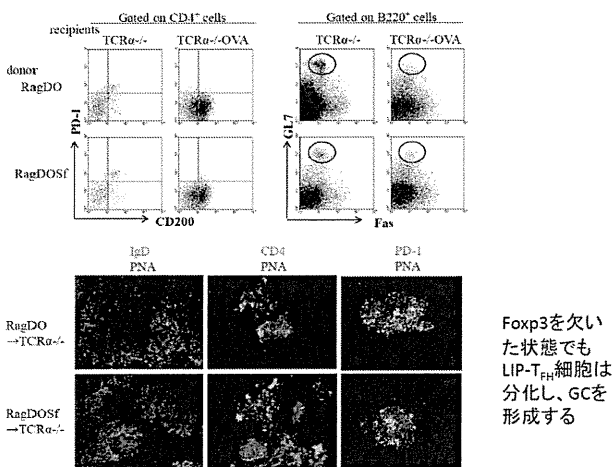 Gated on CD4⁺ cells
Gated on B220⁺ cells
recipients
TCRα-/-
TCRα-/-OVA
TCRα-/-
TCRα-/-OVA
donor
RagDO
RagDOSf
PD-1
CD200
GL7
Fas
IgD
PNA
CD4
PNA
PD-1
PNA
RagDO
→TCRα-/-
RagDOSf
→TCRα-/-
Foxp3を欠い
た状態でも
LIP-T_FH細胞は
分化し、GCを
形成する